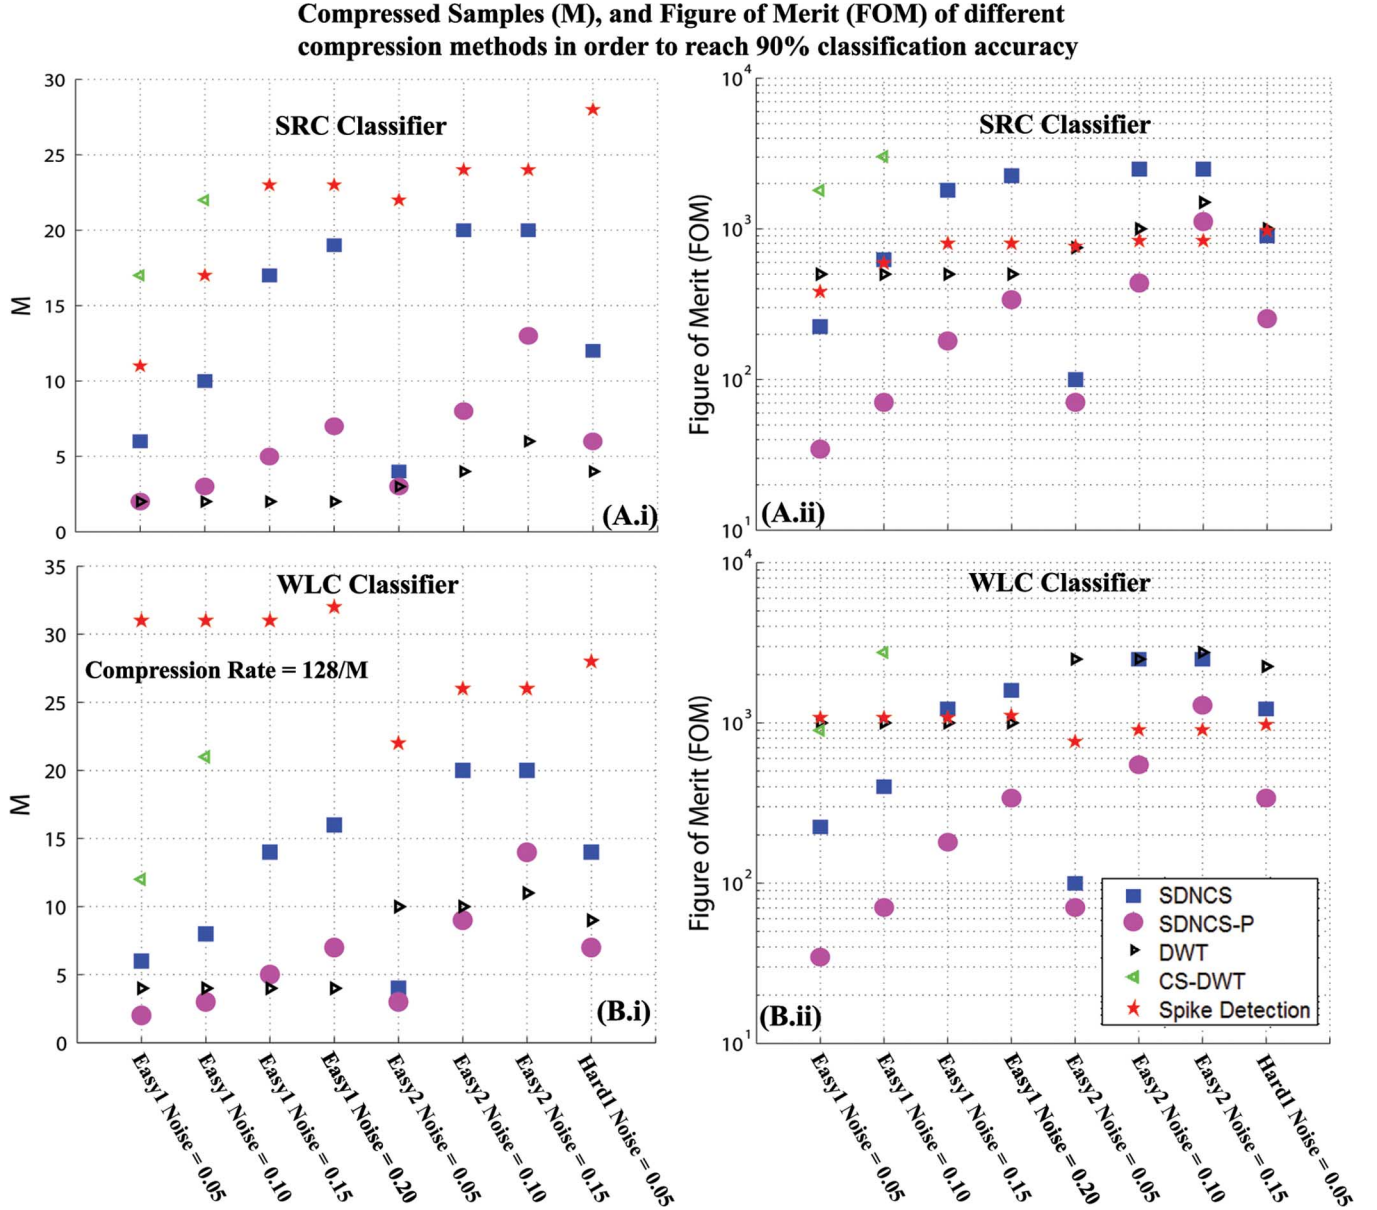 Compressed Samples (M), and Figure of Merit (FOM) of different
compression methods in order to reach 90% classification accuracy
30
25
20
15
10
5
0
M
SRC Classifier
(A.i)
10^4
10^3
10^2
10^1
Figure of Merit (FOM)
SRC Classifier
(A.ii)
35
30
25
20
15
10
5
0
M
WLC Classifier
Compression Rate = 128/M
(B.i)
Easy1 Noise = 0.05
Easy1 Noise = 0.10
Easy1 Noise = 0.15
Easy1 Noise = 0.20
Easy2 Noise = 0.05
Easy2 Noise = 0.10
Easy2 Noise = 0.15
Hard1 Noise = 0.05
10^4
10^3
10^2
10^1
Figure of Merit (FOM)
WLC Classifier
(B.ii)
SDNCS
SDNCS-P
DWT
CS-DWT
Spike Detection
Easy1 Noise = 0.05
Easy1 Noise = 0.10
Easy1 Noise = 0.15
Easy1 Noise = 0.20
Easy2 Noise = 0.05
Easy2 Noise = 0.10
Easy2 Noise = 0.15
Hard1 Noise = 0.05